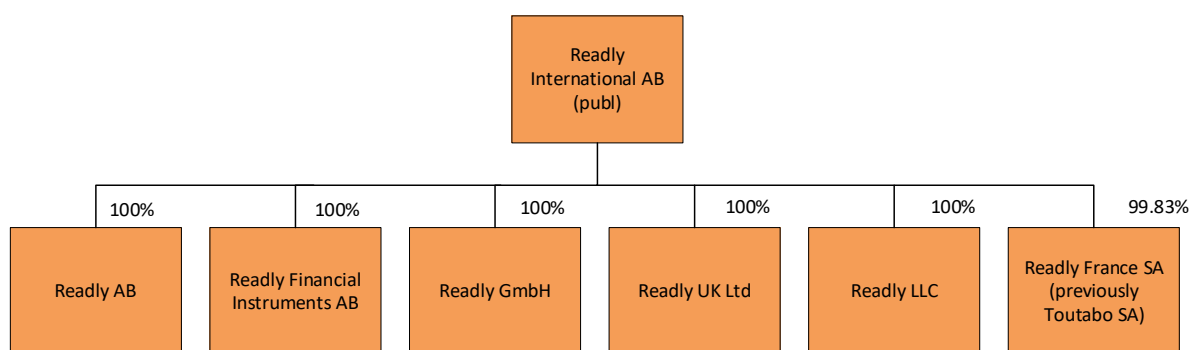 Readly
International AB
(publ)
100%
100%
100%
100%
100%
99.83%
Readly AB
Readly Financial
Instruments AB
Readly GmbH
Readly UK Ltd
Readly LLC
Readly France SA
(previously
Toutabo SA)